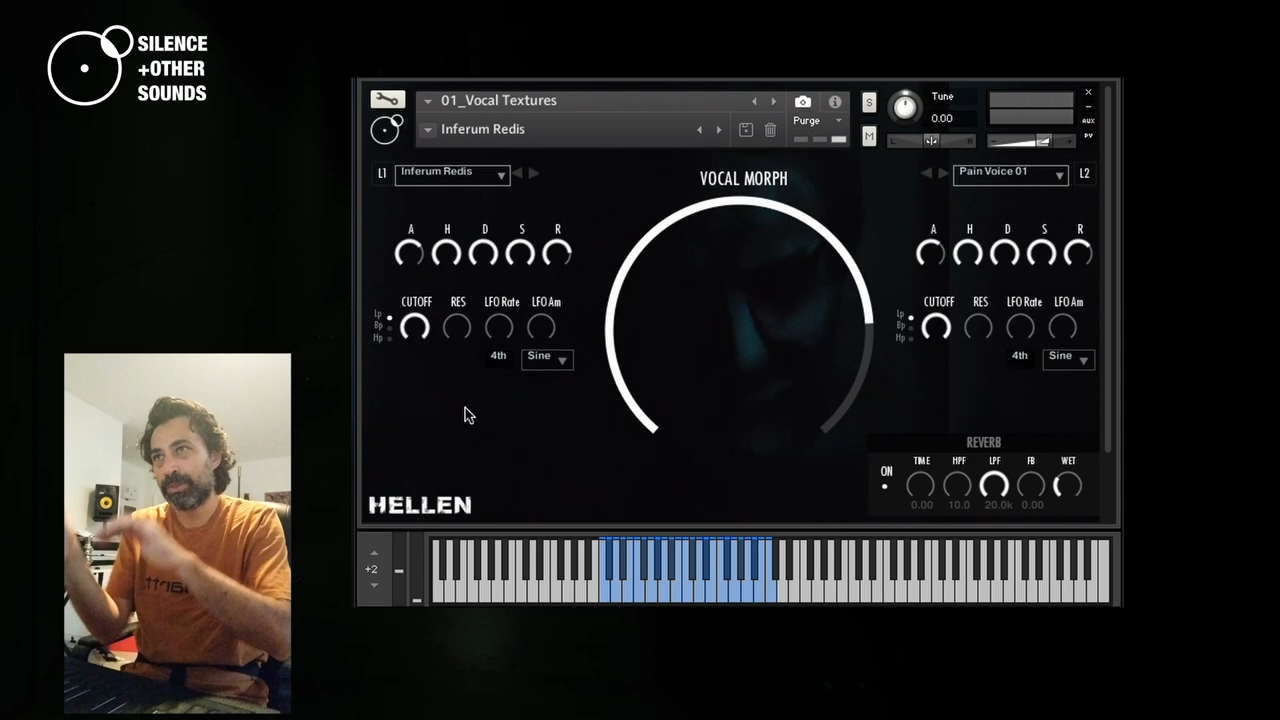 SILENCE
+OTHER
SOUNDS
01_Vocal Textures
Inferum Redis
Purge
S
M
Tune
0.00
L
R
AUX
PV
L1
Inferum Redis
VOCAL MORPH
Pain Voice 01
L2
A H D S R
A H D S R
CUTOFF RES LFO Rate LFO Am
Lp
Bp
Hp
4th
Sine
CUTOFF RES LFO Rate LFO Am
Lp
Bp
Hp
4th
Sine
REVERB
ON
TIME HPF LPF FB WET
0.00 10.0 20.0k 0.00
HELLEN
+2